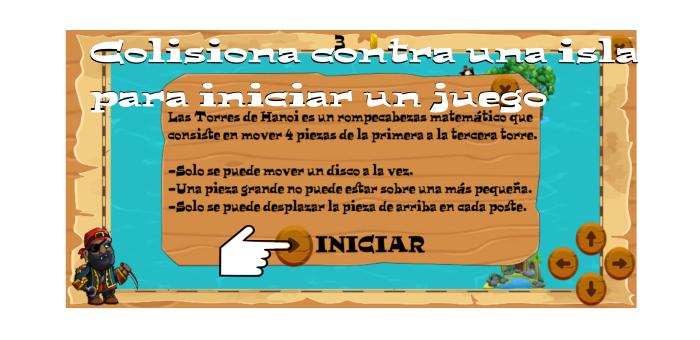 3
Colisiona contra una isla
para iniciar un juego
Las Torres de Hanoi es un rompecabezas matemático que
consiste en mover 4 piezas de la primera a la tercera torre.
-Solo se puede mover un disco a la vez.
-Una pieza grande no puede estar sobre una más pequeña.
-Solo se puede desplazar la pieza de arriba en cada poste.
INICIAR